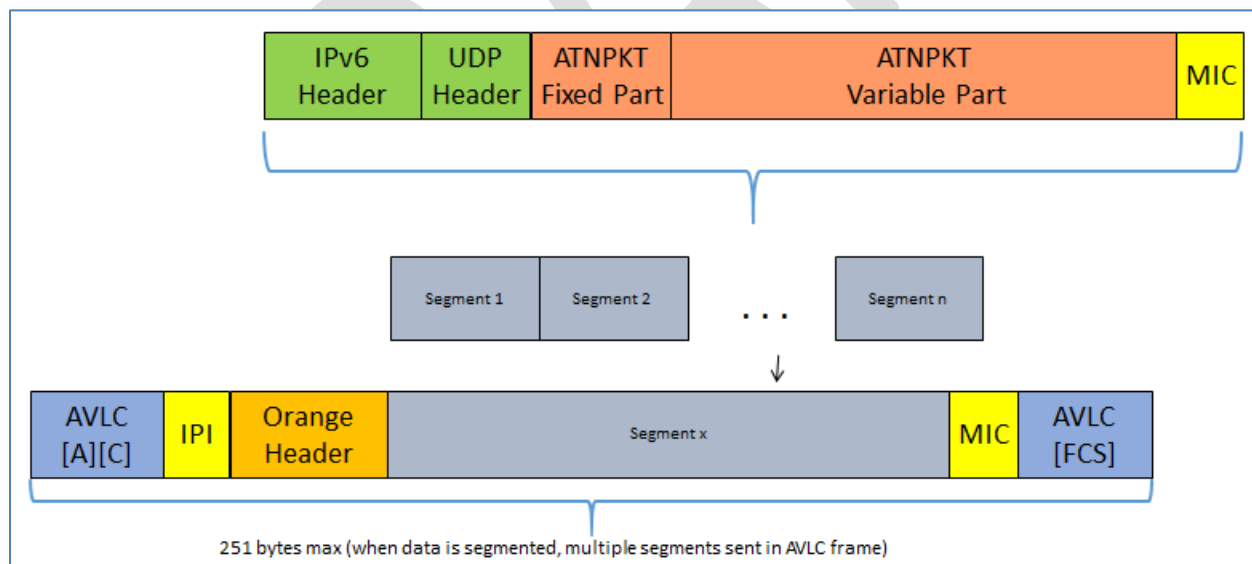 IPv6 Header
UDP Header
ATNPKT Fixed Part
ATNPKT Variable Part
MIC
Segment 1
Segment 2
. . .
Segment n
AVLC [A][C]
IPI
Orange Header
Segment x
MIC
AVLC [FCS]
251 bytes max (when data is segmented, multiple segments sent in AVLC frame)